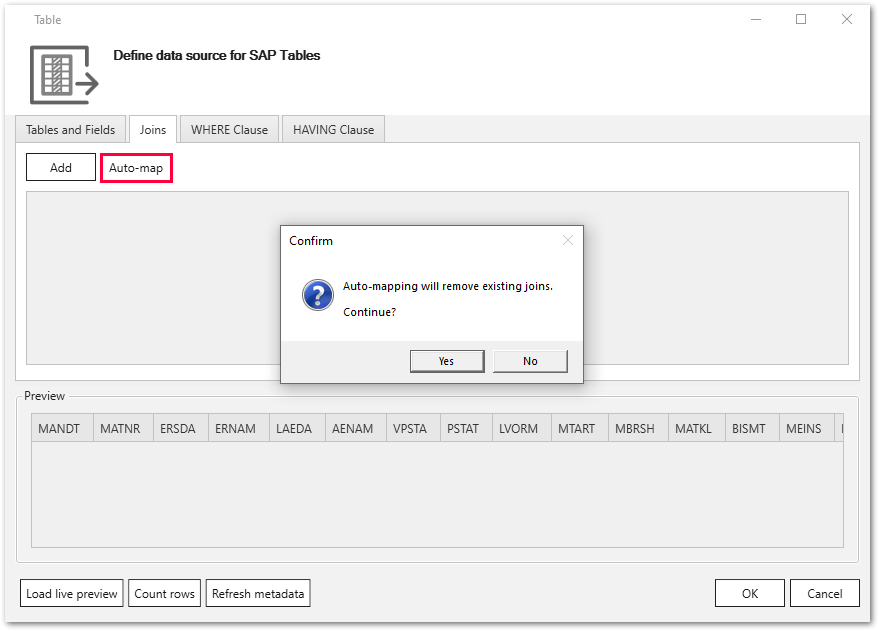 Table
Define data source for SAP Tables
Tables and Fields Joins WHERE Clause HAVING Clause
Add Auto-map
Confirm
Auto-mapping will remove existing joins.
Continue?
Yes No
Preview
MANDT MATNR ERSDA ERNAM LAEDA AENAM VPSTA PSTAT LVORM MTART MBRSH MATKL BISMT MEINS
Load live preview Count rows Refresh metadata OK Cancel